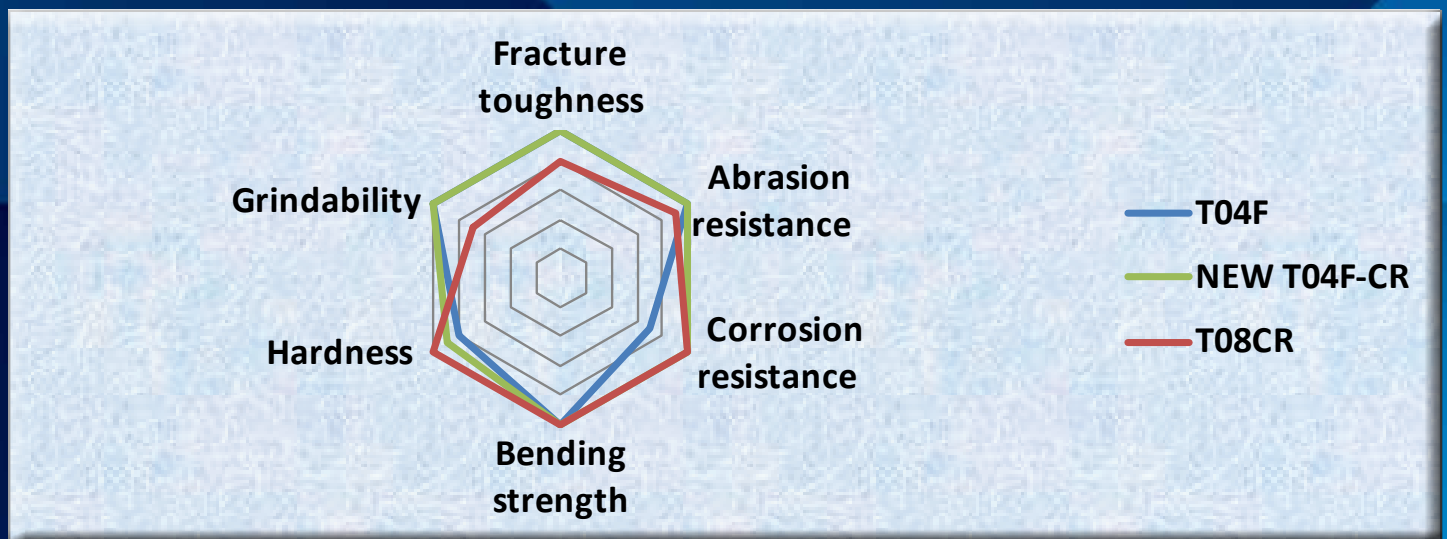 Fracture
toughness
Abrasion
resistance
Corrosion
resistance
Bending
strength
Hardness
Grindability
T04F
NEW T04F-CR
T08CR